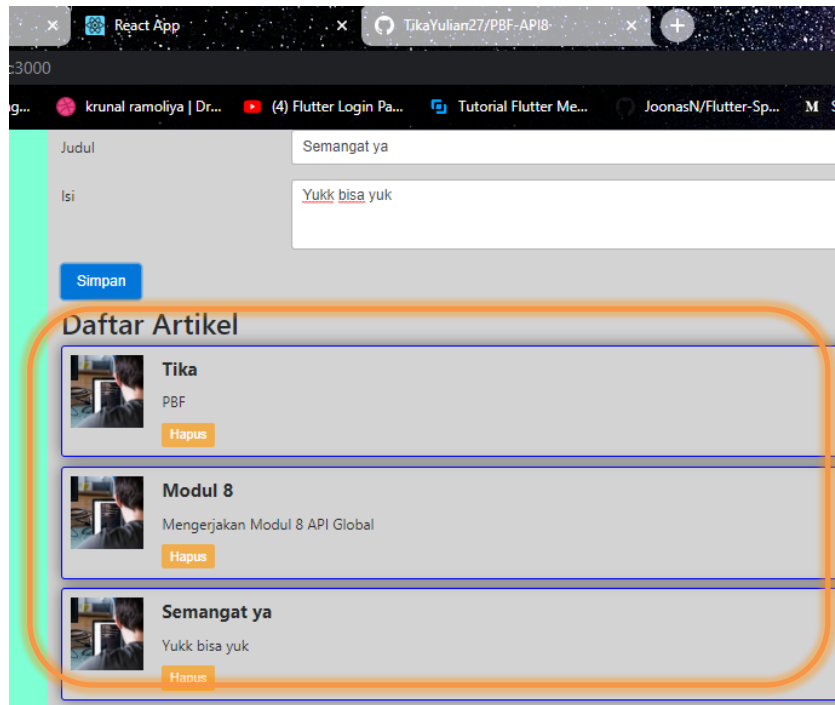 React App
TikaYulian27/PBF-API8
:3000
ng...
krunal ramoliya | Dr...
(4) Flutter Login Pa...
Tutorial Flutter Me...
JoonasN/Flutter-Sp...
M S
Judul
Semangat ya
Isi
Yukk bisa yuk
Simpan
Daftar Artikel
Tika
PBF
Hapus
Modul 8
Mengerjakan Modul 8 API Global
Hapus
Semangat ya
Yukk bisa yuk
Hapus